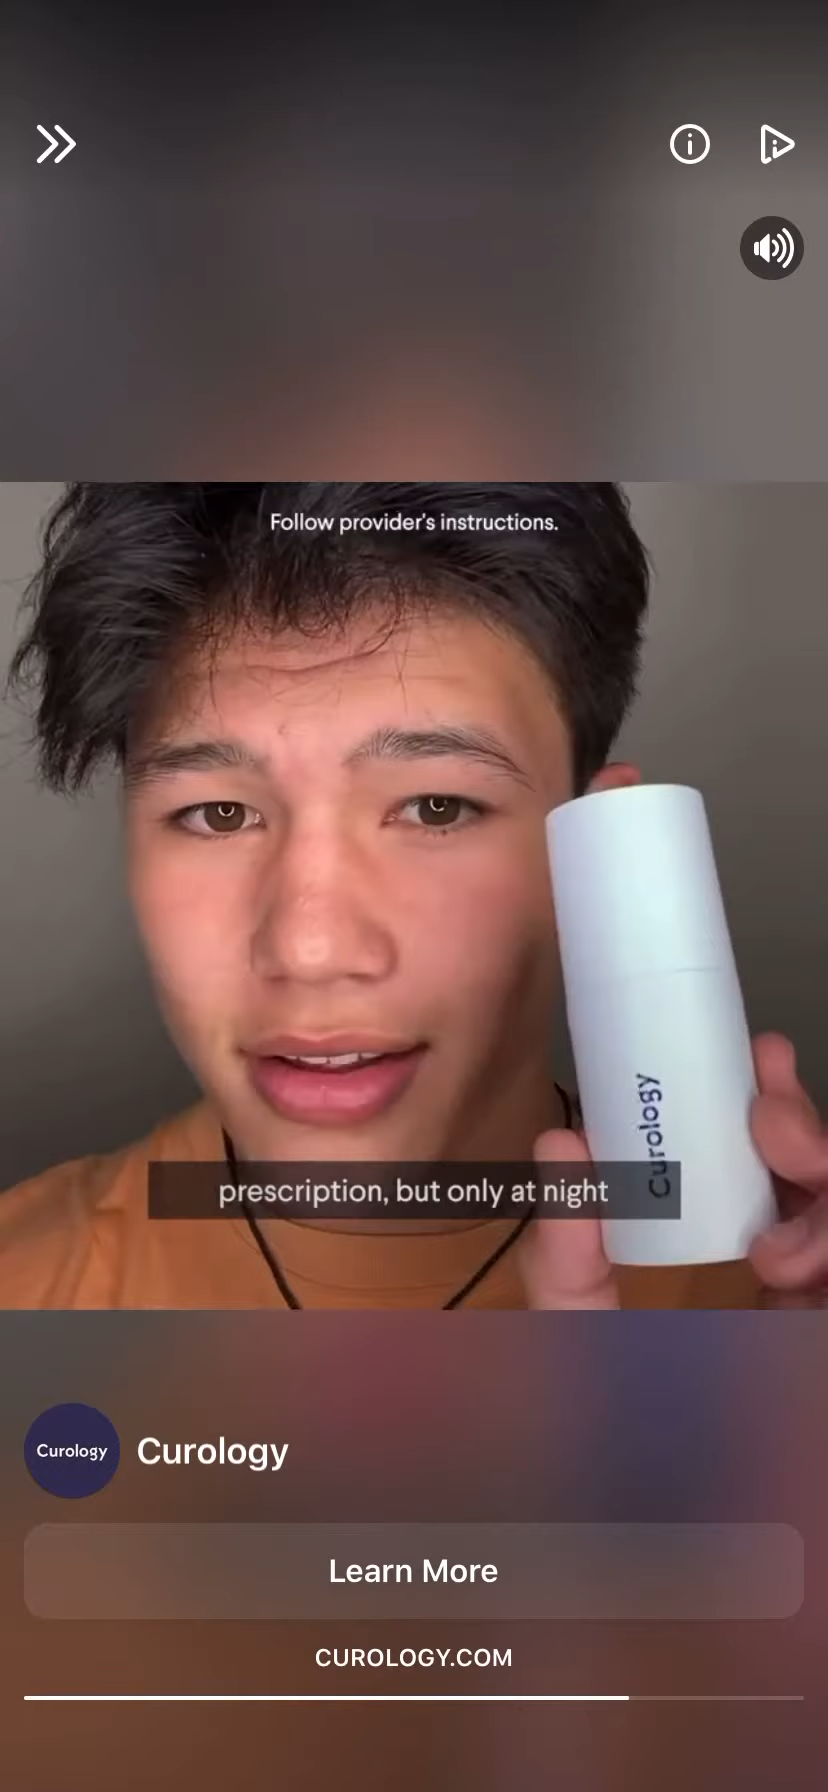 Follow provider's instructions.
Curology
prescription, but only at night
Curology
Curology
Learn More
CUROLOGY.COM